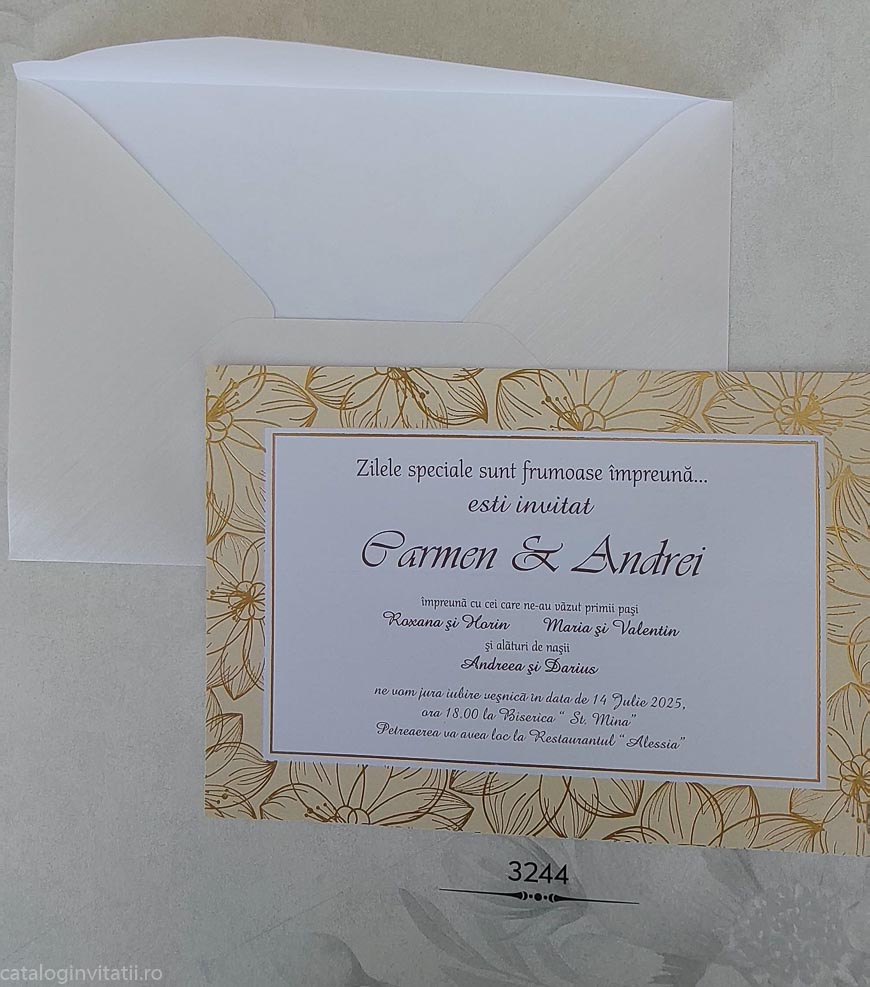 Zilele speciale sunt frumoase împreună...
esti invitat
Carmen & Andrei
împreună cu cei care ne-au văzut primii paşi
Roxana şi Horin Maria şi Valentin
şi alături de naşii
Andreea şi Darius
ne vom jura iubire veşnică în data de 14 Julie 2025,
ora 18.00 la Biserica “ St. Mina”
Petreaerea va avea loc la Restaurantul “Alessia”
3244
cataloginvitatii.ro